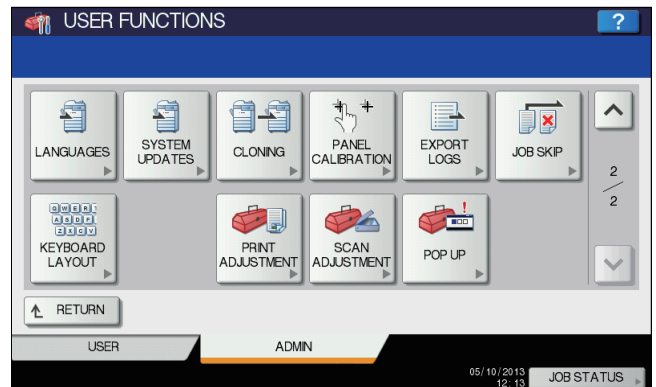 USER FUNCTIONS
?
LANGUAGES
SYSTEM
UPDATES
CLONING
PANEL
CALIBRATION
EXPORT
LOGS
JOB SKIP
2
2
Q W E R T
A S D F
Z X C V
KEYBOARD
LAYOUT
PRINT
ADJUSTMENT
SCAN
ADJUSTMENT
POP UP
RETURN
USER
ADMIN
05/10/2013
12:13
JOB STATUS